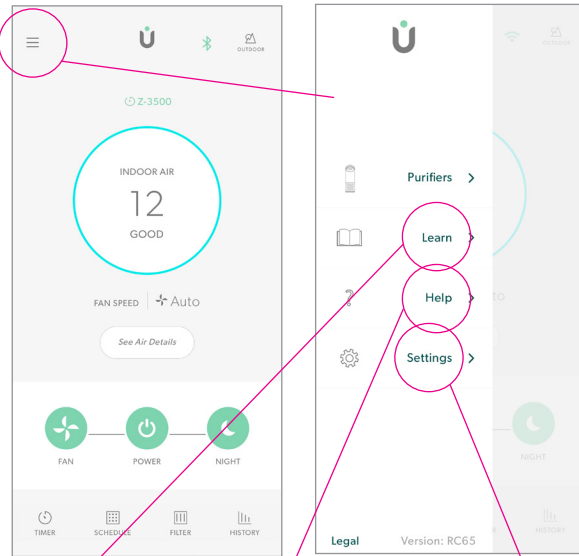 OUTDOOR
Z-3500
INDOOR AIR
12
GOOD
FAN SPEED Auto
See Air Details
FAN POWER NIGHT
TIMER SCHEDULE FILTER HISTORY
OUTDOOR
Purifiers
Learn
Help
to
Settings
NIGHT
HISTORY
Legal Version: RC65